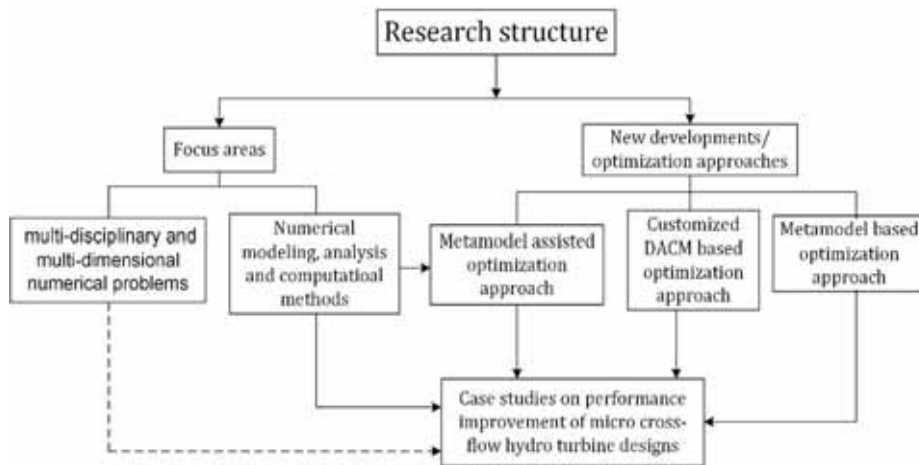 Research structure
Focus areas
New developments/
optimization approaches
multi-disciplinary and
multi-dimensional
numerical problems
Numerical
modeling, analysis
and computatioal
methods
Metamodel assisted
optimization
approach
Customized
DACM based
optimization
approach
Metamodel based
optimization
approach
Case studies on performance
improvement of micro cross-
flow hydro turbine designs